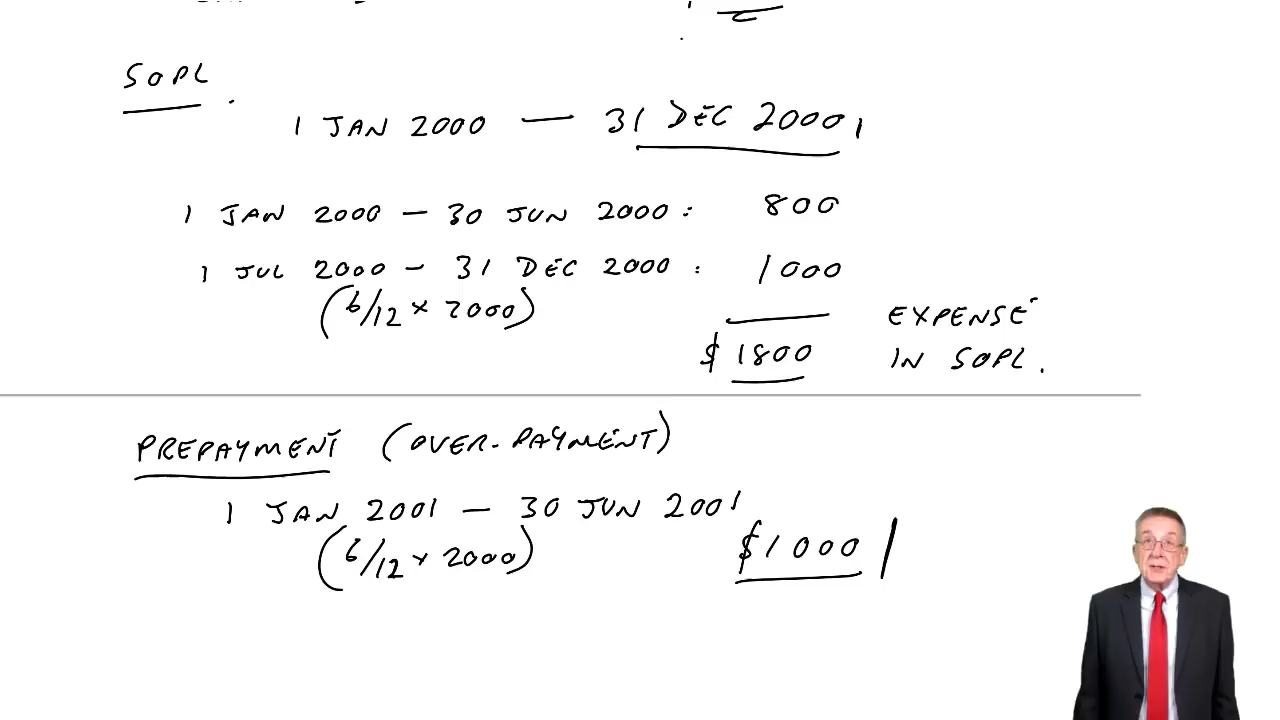 SOPL.
1 JAN 2000 — 31 DEC 2000,
1 JAN 2000 — 30 JUN 2000: 800
1 JUL 2000 — 31 DEC 2000: 1000
(6/12 × 2000)
EXPENSE
$ 1800 IN SOPL.
PREPAYMENT (OVER-PAYMENT)
1 JAN 2001 — 30 JUN 2001
(6/12 × 2000) $1000